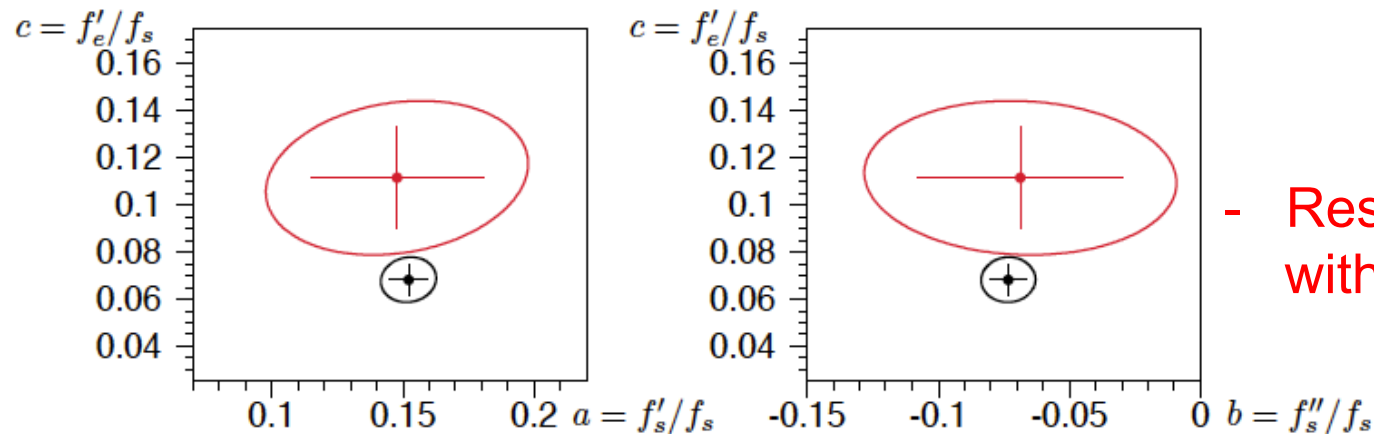 c = f′ₑ/fₛ
0.16
0.14
0.12
0.1
0.08
0.06
0.04
0.1 0.15 0.2 a = f′ₛ/fₛ
c = f′ₑ/fₛ
0.16
0.14
0.12
0.1
0.08
0.06
0.04
-0.15 -0.1 -0.05 0 b = f″ₛ/fₛ
- Res
with